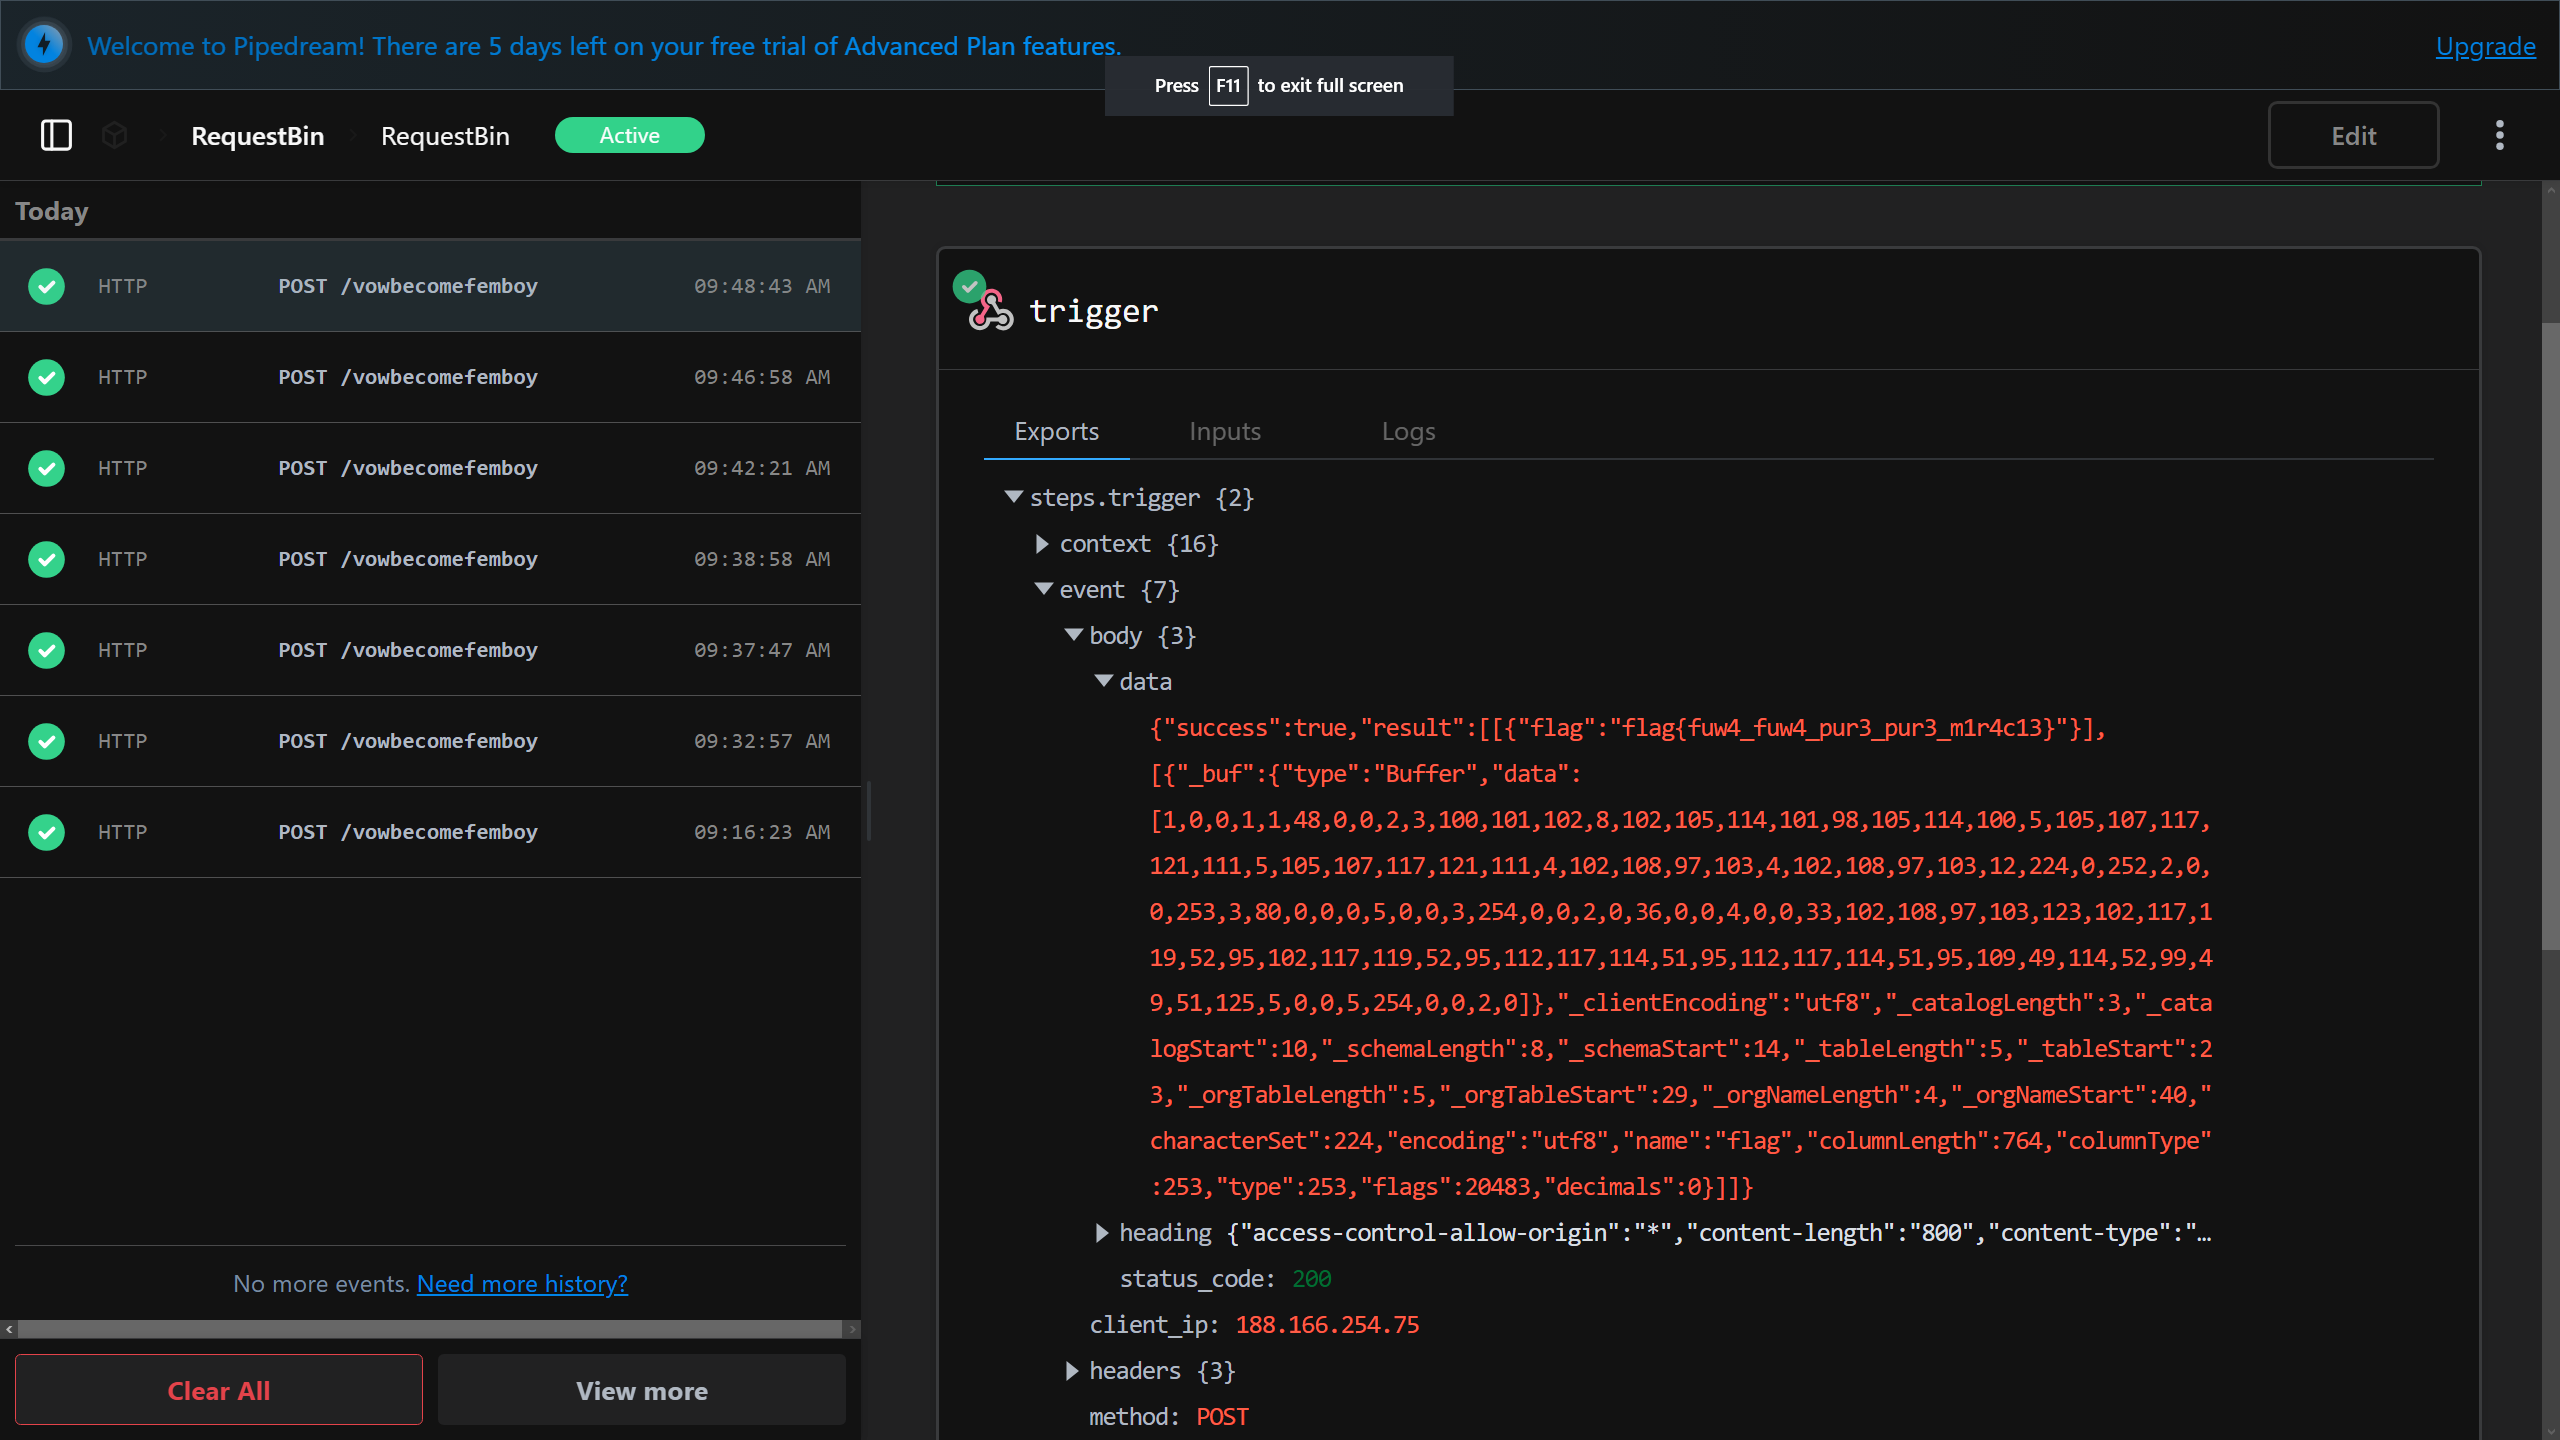 Welcome to Pipedream! There are 5 days left on your free trial of Advanced Plan features.
Upgrade
Press F11 to exit full screen
RequestBin
RequestBin
Active
Edit
Today
HTTP POST /vowbecomefemboy 09:48:43 AM
HTTP POST /vowbecomefemboy 09:46:58 AM
HTTP POST /vowbecomefemboy 09:42:21 AM
HTTP POST /vowbecomefemboy 09:38:58 AM
HTTP POST /vowbecomefemboy 09:37:47 AM
HTTP POST /vowbecomefemboy 09:32:57 AM
HTTP POST /vowbecomefemboy 09:16:23 AM
No more events. Need more history?
Clear All
View more
trigger
Exports Inputs Logs
steps.trigger {2}
context {16}
event {7}
body {3}
data
{"success":true,"result":[[{"flag":"flag{fuw4_fuw4_pur3_pur3_m1r4c13}"}],
[{"_buf":{"type":"Buffer","data":
[1,0,0,1,1,48,0,0,2,3,100,101,102,8,102,105,114,101,98,105,114,100,5,105,107,117,
121,111,5,105,107,117,121,111,4,102,108,97,103,4,102,108,97,103,12,224,0,252,2,0,
0,253,3,80,0,0,0,5,0,0,3,254,0,0,2,0,36,0,0,4,0,0,33,102,108,97,103,123,102,117,1
19,52,95,102,117,119,52,95,112,117,114,51,95,112,117,114,51,95,109,49,114,52,99,4
9,51,125,5,0,0,5,254,0,0,2,0]},"_clientEncoding":"utf8","_catalogLength":3,"_cata
logStart":10,"_schemaLength":8,"_schemaStart":14,"_tableLength":5,"_tableStart":2
3,"_orgTableLength":5,"_orgTableStart":29,"_orgNameLength":4,"_orgNameStart":40,"
characterSet":224,"encoding":"utf8","name":"flag","columnLength":764,"columnType"
:253,"type":253,"flags":20483,"decimals":0}]]}
heading {"access-control-allow-origin":"*","content-length":"800","content-type":"…
status_code: 200
client_ip: 188.166.254.75
headers {3}
method: POST